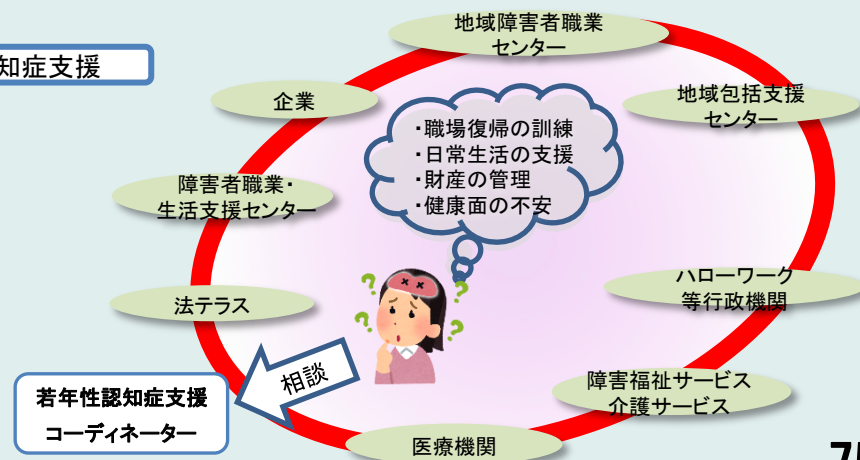 知症支援
地域障害者職業
センター
企業
地域包括支援
センター
・職場復帰の訓練
・日常生活の支援
・財産の管理
・健康面の不安
障害者職業・
生活支援センター
ハローワーク
等行政機関
法テラス
相談
若年性認知症支援
コーディネーター
障害福祉サービス
介護サービス
医療機関